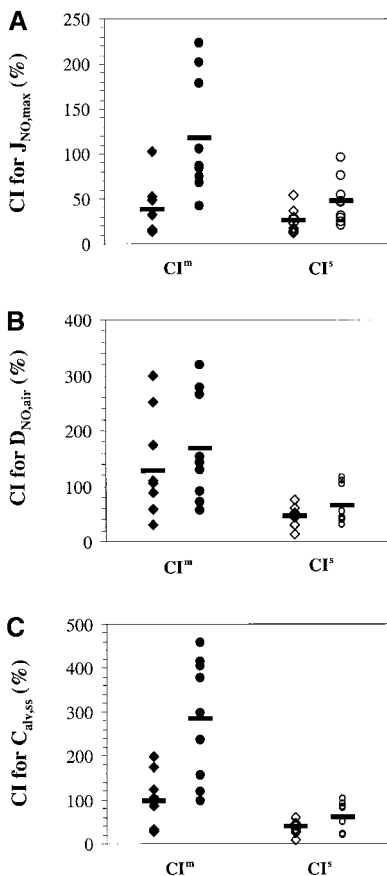 A
CI for J_NO,max (%)
250
200
150
100
50
0
CI^m
CI^s
B
CI for D_NO,air (%)
400
300
200
100
0
CI^m
CI^s
C
CI for C_alv,ss (%)
500
400
300
200
100
0
CI^m
CI^s